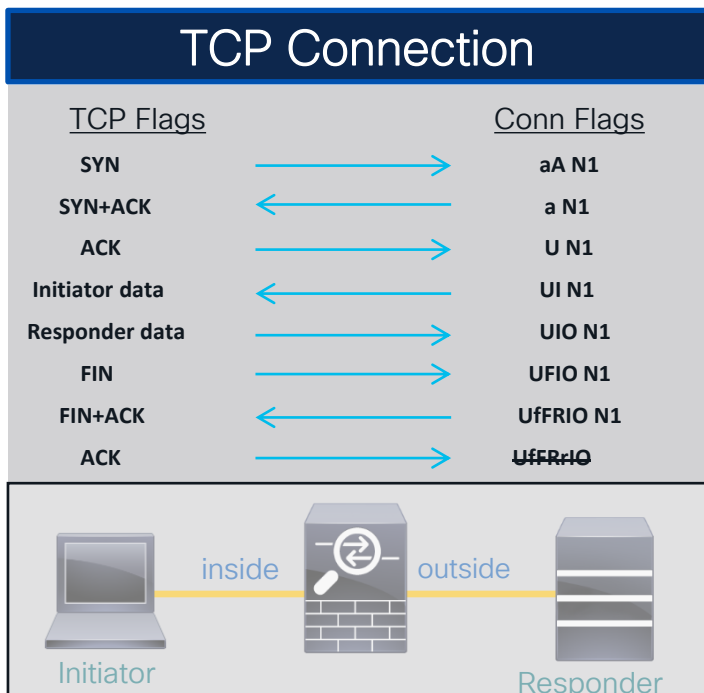 TCP Connection
TCP Flags Conn Flags
SYN aA N1
SYN+ACK a N1
ACK U N1
Initiator data UI N1
Responder data UIO N1
FIN UFIO N1
FIN+ACK UfFRIO N1
ACK UfFRrIO
inside outside
Initiator Responder